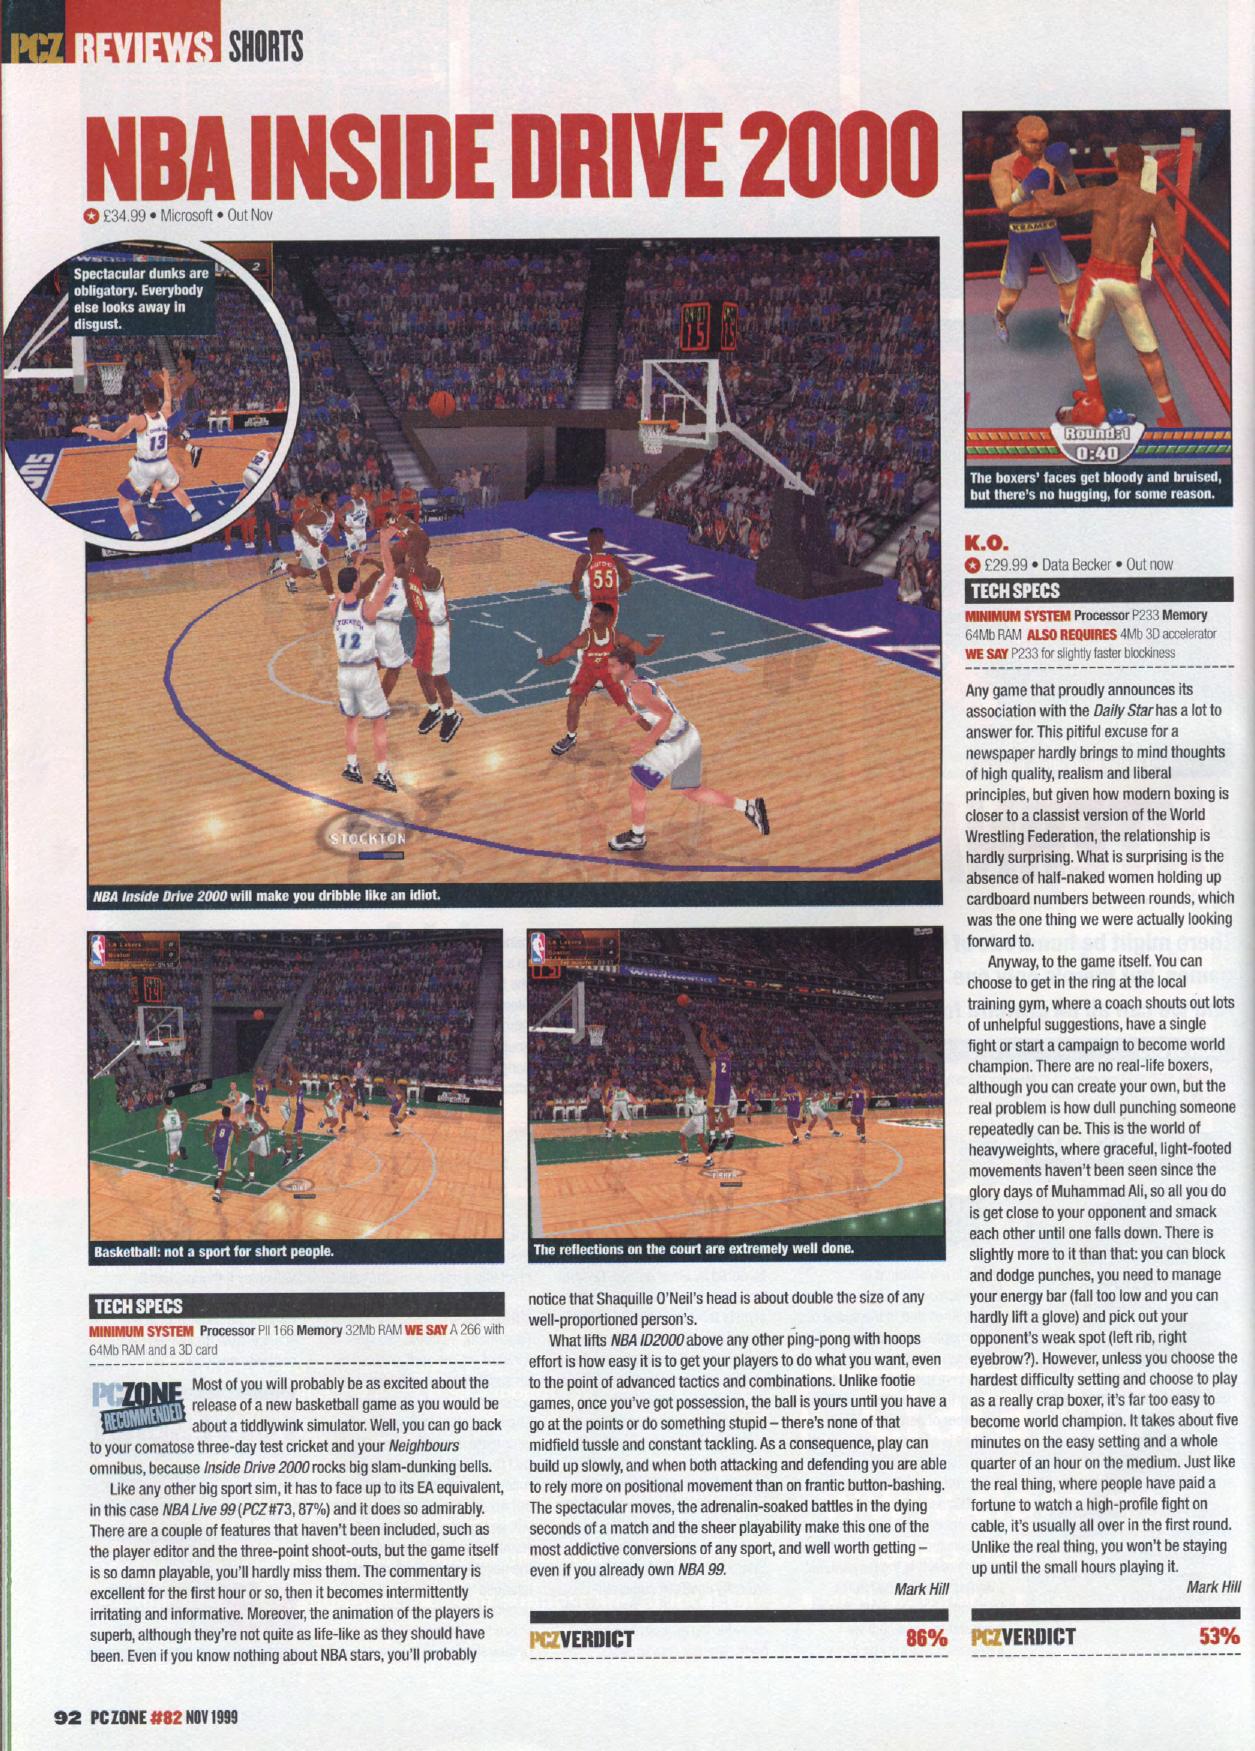 PCZ REVIEWS SHORTS
NBA INSIDE DRIVE 2000
£34.99 • Microsoft • Out Nov
Spectacular dunks are
obligatory. Everybody
else looks away in
disgust.
2
13
SUNS
15
UTAH
JA
55
STOCKTON
12
STOCKTON
NBA Inside Drive 2000 will make you dribble like an idiot.
LA Lakers
Boston
5
8
Basketball: not a sport for short people.
LA Lakers
Boston
2
The reflections on the court are extremely well done.
TECH SPECS
MINIMUM SYSTEM Processor PII 166 Memory 32Mb RAM WE SAY A 266 with
64Mb RAM and a 3D card
PCZONE
RECOMMENDED
Most of you will probably be as excited about the
release of a new basketball game as you would be
about a tiddlywink simulator. Well, you can go back
to your comatose three-day test cricket and your Neighbours
omnibus, because Inside Drive 2000 rocks big slam-dunking bells.
Like any other big sport sim, it has to face up to its EA equivalent,
in this case NBA Live 99 (PCZ #73, 87%) and it does so admirably.
There are a couple of features that haven't been included, such as
the player editor and the three-point shoot-outs, but the game itself
is so damn playable, you'll hardly miss them. The commentary is
excellent for the first hour or so, then it becomes intermittently
irritating and informative. Moreover, the animation of the players is
superb, although they're not quite as life-like as they should have
been. Even if you know nothing about NBA stars, you'll probably
notice that Shaquille O'Neil's head is about double the size of any
well-proportioned person's.
What lifts NBA ID2000 above any other ping-pong with hoops
effort is how easy it is to get your players to do what you want, even
to the point of advanced tactics and combinations. Unlike footie
games, once you've got possession, the ball is yours until you have a
go at the points or do something stupid – there's none of that
midfield tussle and constant tackling. As a consequence, play can
build up slowly, and when both attacking and defending you are able
to rely more on positional movement than on frantic button-bashing.
The spectacular moves, the adrenalin-soaked battles in the dying
seconds of a match and the sheer playability make this one of the
most addictive conversions of any sport, and well worth getting –
even if you already own NBA 99.
Mark Hill
PCZVERDICT 86%
KRAMER
Round:1
0:40
The boxers' faces get bloody and bruised,
but there's no hugging, for some reason.
K.O.
£29.99 • Data Becker • Out now
TECH SPECS
MINIMUM SYSTEM Processor P233 Memory
64Mb RAM ALSO REQUIRES 4Mb 3D accelerator
WE SAY P233 for slightly faster blockiness
Any game that proudly announces its
association with the Daily Star has a lot to
answer for. This pitiful excuse for a
newspaper hardly brings to mind thoughts
of high quality, realism and liberal
principles, but given how modern boxing is
closer to a classist version of the World
Wrestling Federation, the relationship is
hardly surprising. What is surprising is the
absence of half-naked women holding up
cardboard numbers between rounds, which
was the one thing we were actually looking
forward to.
Anyway, to the game itself. You can
choose to get in the ring at the local
training gym, where a coach shouts out lots
of unhelpful suggestions, have a single
fight or start a campaign to become world
champion. There are no real-life boxers,
although you can create your own, but the
real problem is how dull punching someone
repeatedly can be. This is the world of
heavyweights, where graceful, light-footed
movements haven't been seen since the
glory days of Muhammad Ali, so all you do
is get close to your opponent and smack
each other until one falls down. There is
slightly more to it than that: you can block
and dodge punches, you need to manage
your energy bar (fall too low and you can
hardly lift a glove) and pick out your
opponent's weak spot (left rib, right
eyebrow?). However, unless you choose the
hardest difficulty setting and choose to play
as a really crap boxer, it's far too easy to
become world champion. It takes about five
minutes on the easy setting and a whole
quarter of an hour on the medium. Just like
the real thing, where people have paid a
fortune to watch a high-profile fight on
cable, it's usually all over in the first round.
Unlike the real thing, you won't be staying
up until the small hours playing it.
Mark Hill
PCZVERDICT 53%
92 PC ZONE #82 NOV 1999